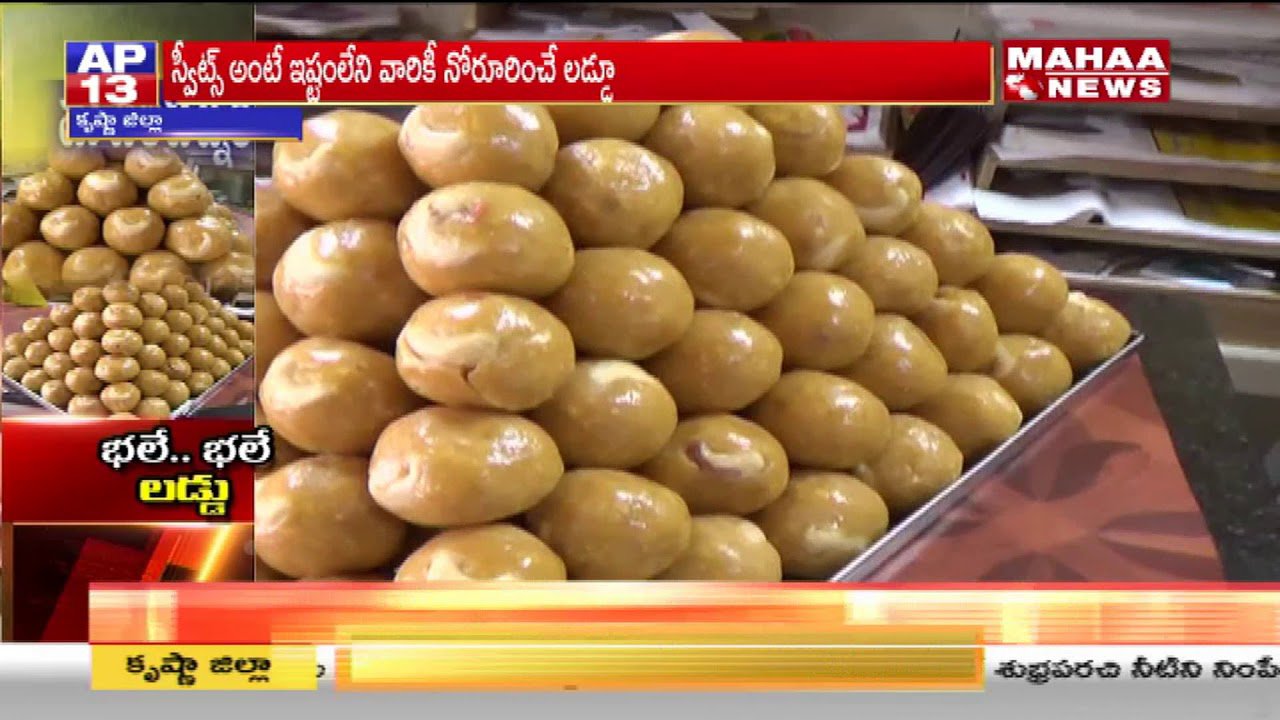 AP
13
స్వీట్స్ అంటే ఇష్టంలేని వారికీ నోరూరించే లడ్డూ
MAHAA
NEWS
కృష్ణా జిల్లా
భలే.. భలే
లడ్డు
కృష్ణా జిల్లా
శుభ్రపరచి నీటిని నింపే